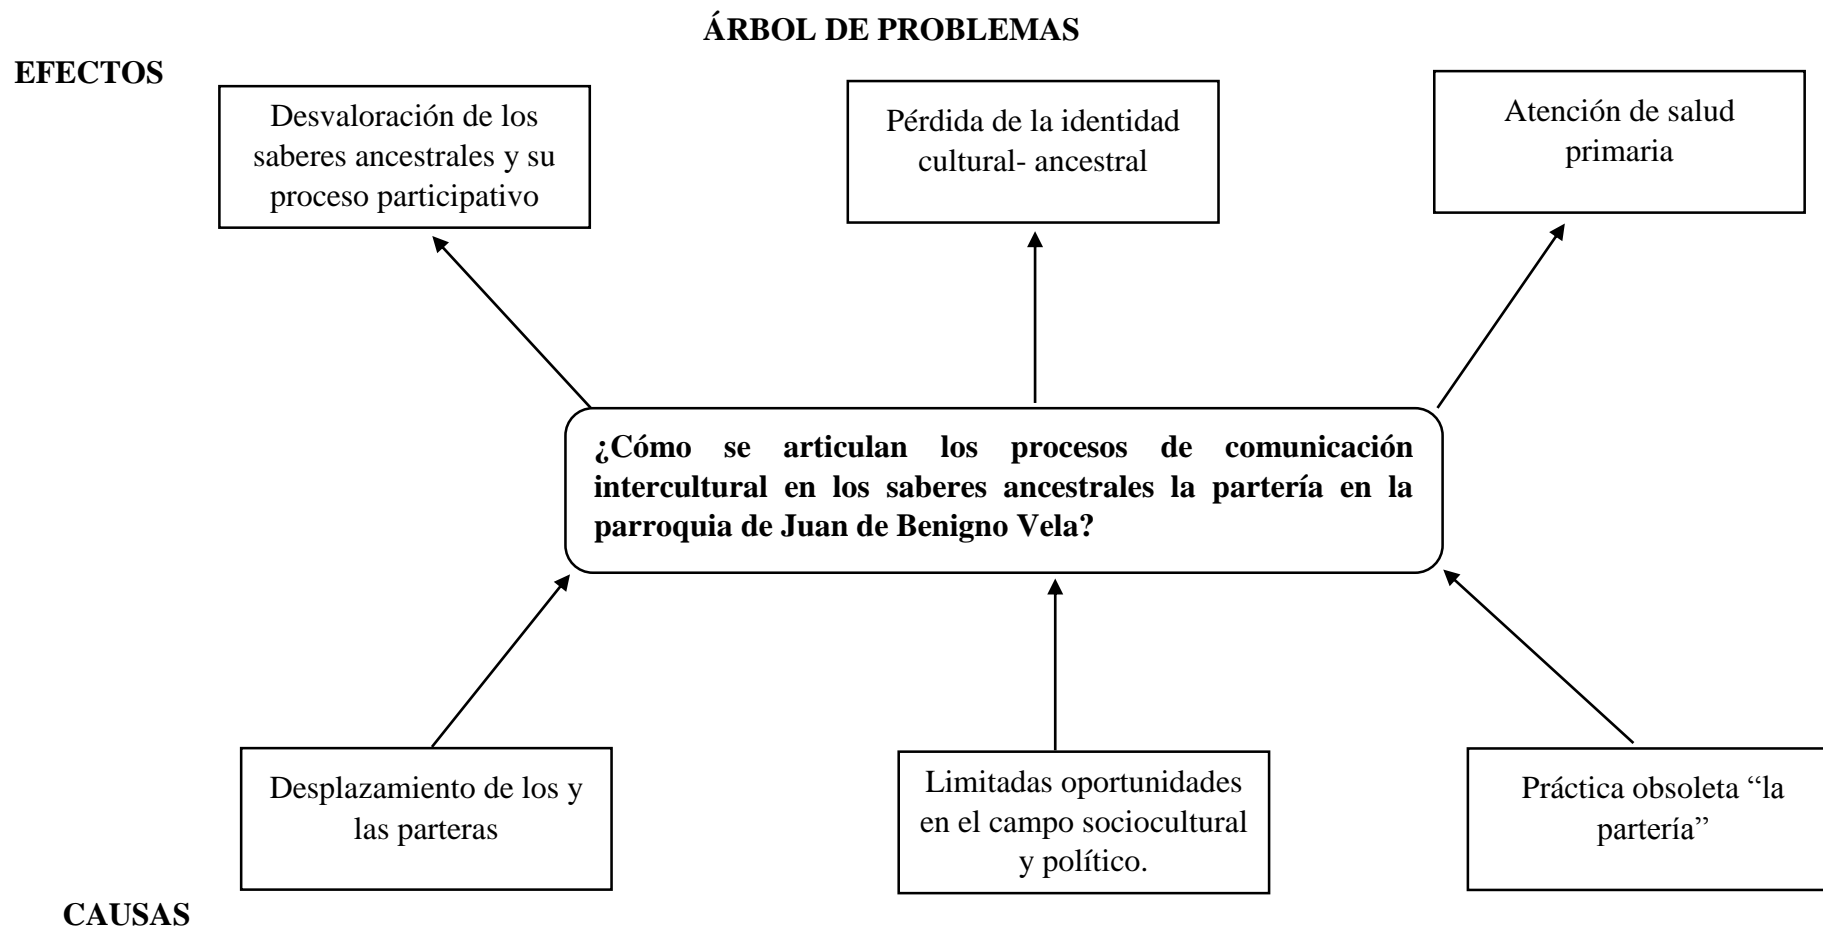 ÁRBOL DE PROBLEMAS
EFECTOS
Desvaloración de los
saberes ancestrales y su
proceso participativo
Pérdida de la identidad
cultural- ancestral
Atención de salud
primaria
¿Cómo se articulan los procesos de comunicación
intercultural en los saberes ancestrales la partería en la
parroquia de Juan de Benigno Vela?
Desplazamiento de los y
las parteras
Limitadas oportunidades
en el campo sociocultural
y político.
Práctica obsoleta “la
partería”
CAUSAS